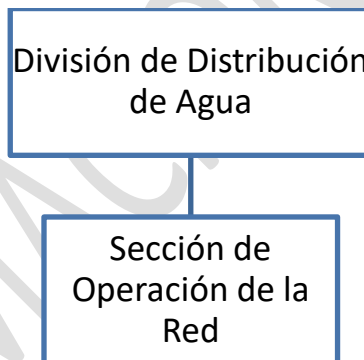 División de Distribución
de Agua
Sección de
Operación de la
Red